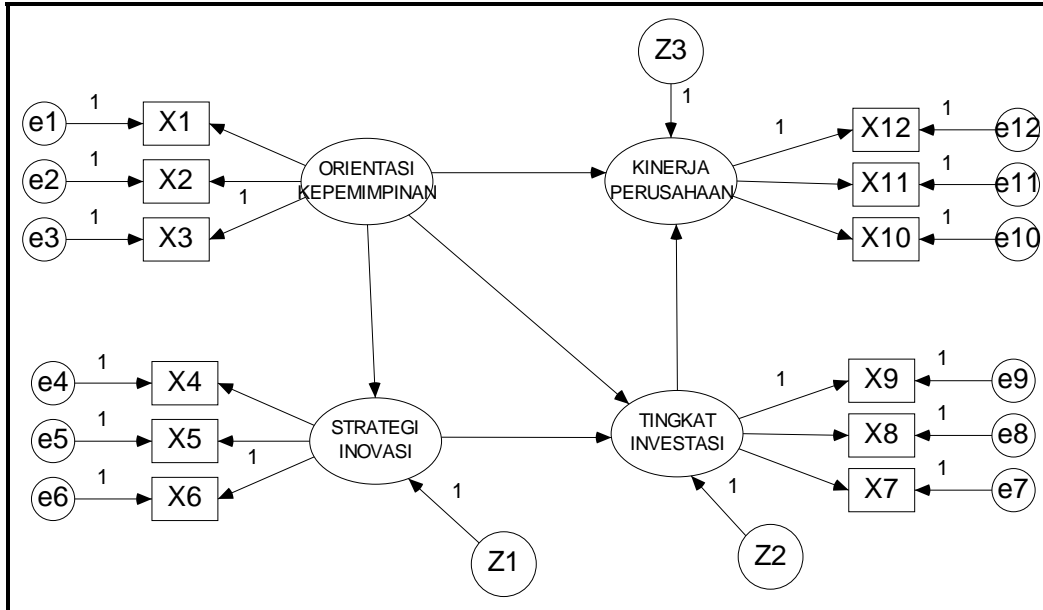 Z3
1
e1
1
X1
e2
1
X2
e3
1
X3
1
ORIENTASI
KEPEMIMPINAN
KINERJA
PERUSAHAAN
1
X12
1
e12
X11
1
e11
X10
1
e10
e4
1
X4
e5
1
X5
e6
1
X6
1
STRATEGI
INOVASI
TINGKAT
INVESTASI
1
X9
1
e9
X8
1
e8
X7
1
e7
1
Z1
1
Z2